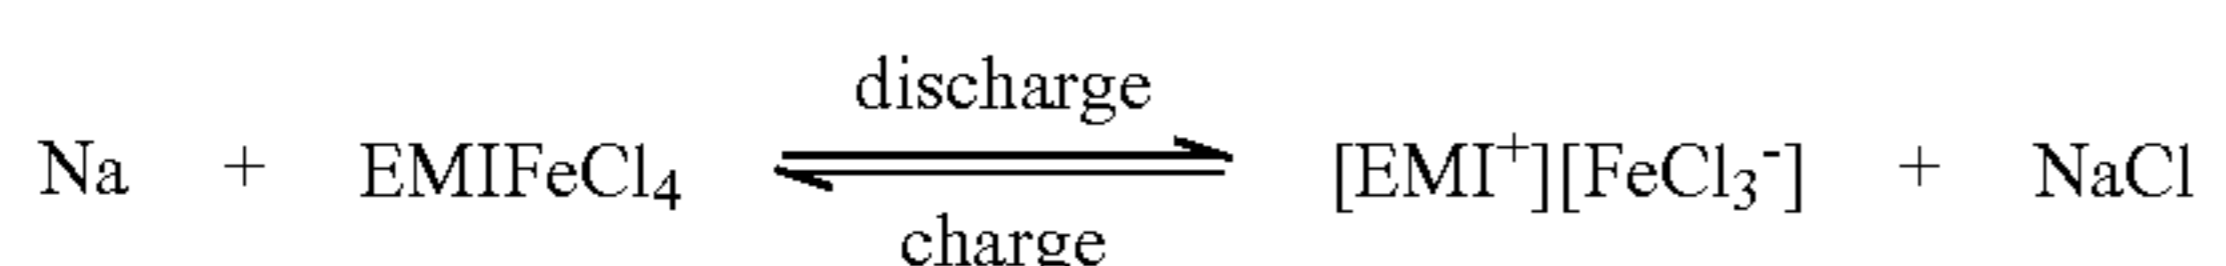 discharge
Na + EMIFeCl₄ ⇌ [EMI⁺][FeCl₃⁻] + NaCl
charge